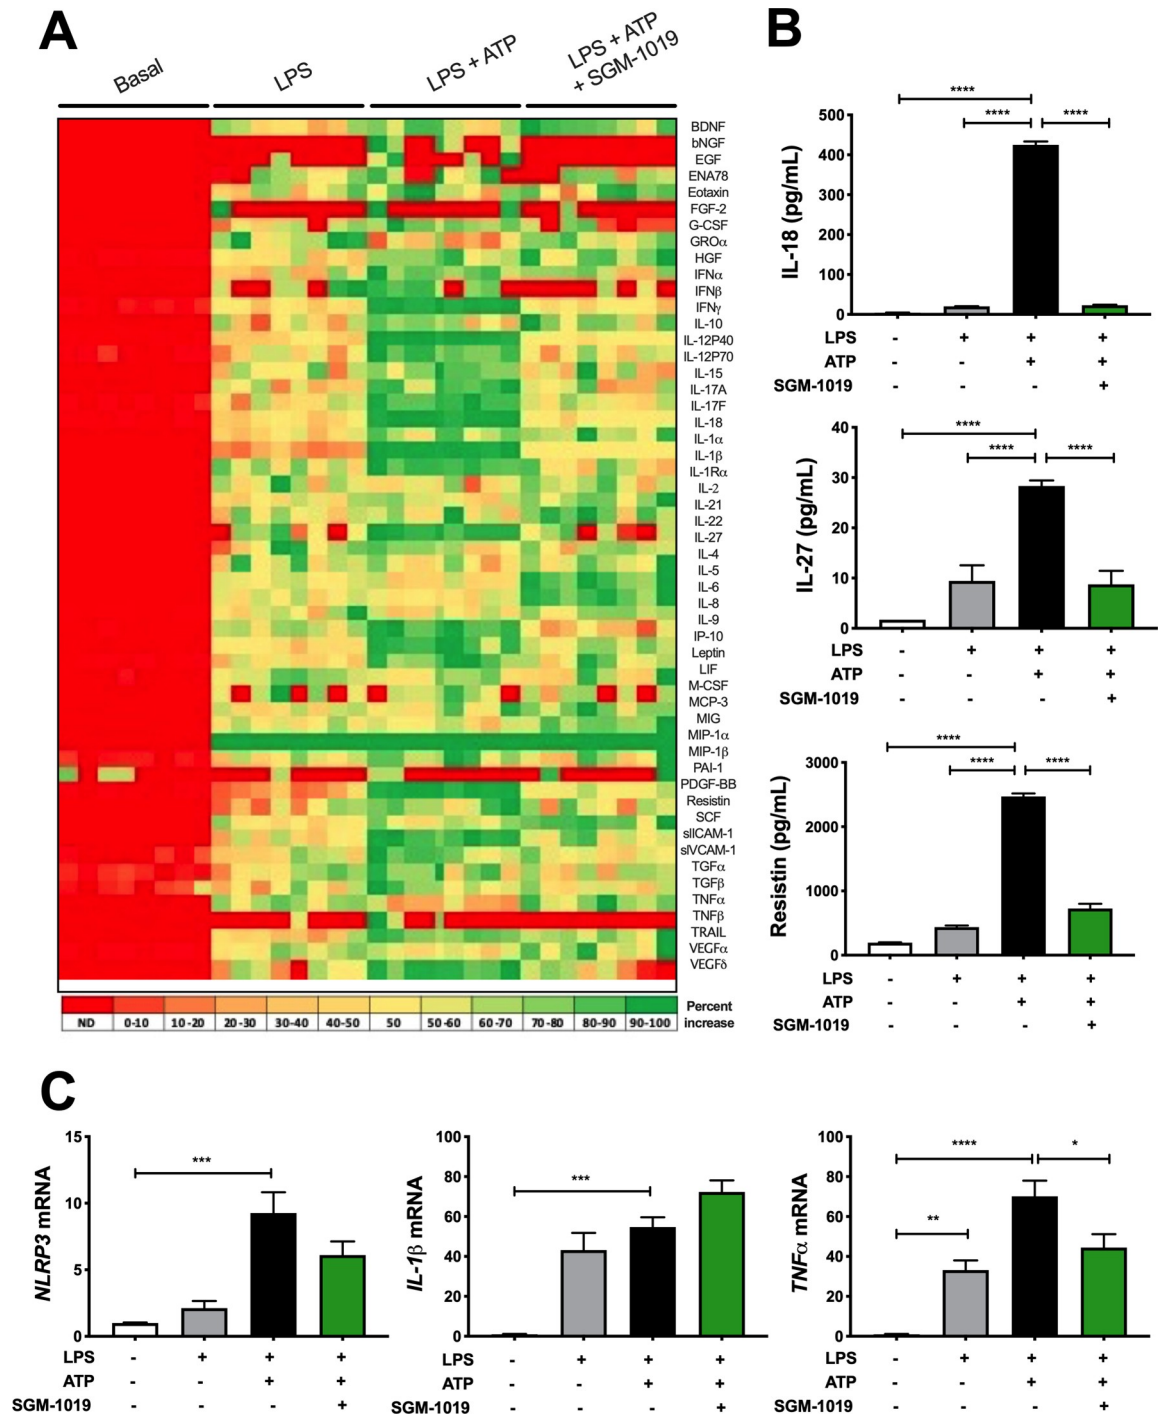 A
Basal
LPS
LPS + ATP
LPS + ATP
+ SGM-1019
BDNF
bNGF
EGF
ENA78
Eotaxin
FGF-2
G-CSF
GROα
HGF
IFNα
IFNβ
IFNγ
IL-10
IL-12P40
IL-12P70
IL-15
IL-17A
IL-17F
IL-18
IL-1α
IL-1β
IL-1Rα
IL-2
IL-21
IL-22
IL-27
IL-4
IL-5
IL-6
IL-8
IL-9
IP-10
Leptin
LIF
M-CSF
MCP-3
MIG
MIP-1α
MIP-1β
PAI-1
PDGF-BB
Resistin
SCF
slICAM-1
slVCAM-1
TGFα
TGFβ
TNFα
TNFβ
TRAIL
VEGFα
VEGFδ
Percent
ND 0-10 10-20 20-30 30-40 40-50 50 50-60 60-70 70-80 80-90 90-100 increase
B
IL-18 (pg/mL)
500
400
300
200
100
0
**** 
**** ****
LPS - + + +
ATP - - + +
SGM-1019 - - - +
IL-27 (pg/mL)
40
30
20
10
0
****
**** ****
LPS - + + +
ATP - - + +
SGM-1019 - - - +
Resistin (pg/mL)
3000
2000
1000
0
****
**** ****
LPS - + + +
ATP - - + +
SGM-1019 - - - +
C
NLRP3 mRNA
15
10
5
0
***
LPS - + + +
ATP - - + +
SGM-1019 - - - +
IL-1β mRNA
100
80
60
40
20
0
***
LPS - + + +
ATP - - + +
SGM-1019 - - - +
TNFα mRNA
100
80
60
40
20
0
**** *
**
LPS - + + +
ATP - - + +
SGM-1019 - - - +